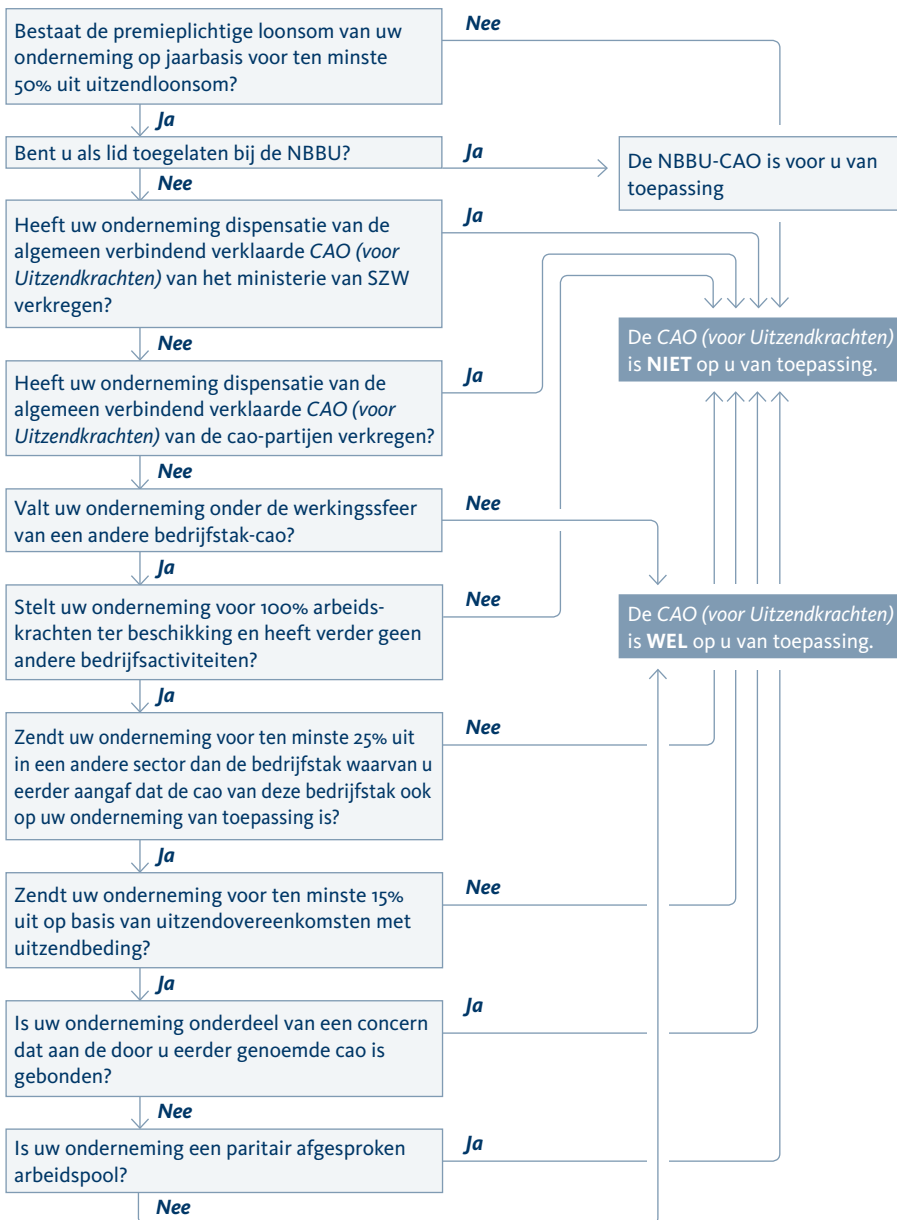 Bestaat de premieplichtige loonsom van uw
onderneming op jaarbasis voor ten minste
50% uit uitzendloonsom?
Nee
Ja
Bent u als lid toegelaten bij de NBBU?
Ja
De NBBU-CAO is voor u van
toepassing
Nee
Heeft uw onderneming dispensatie van de
algemeen verbindend verklaarde CAO (voor
Uitzendkrachten) van het ministerie van SZW
verkregen?
Ja
De CAO (voor Uitzendkrachten)
is NIET op u van toepassing.
Nee
Heeft uw onderneming dispensatie van de
algemeen verbindend verklaarde CAO (voor
Uitzendkrachten) van de cao-partijen verkregen?
Ja
Nee
Valt uw onderneming onder de werkingssfeer
van een andere bedrijfstak-cao?
Nee
Ja
Stelt uw onderneming voor 100% arbeids-
krachten ter beschikking en heeft verder geen
andere bedrijfsactiviteiten?
Nee
De CAO (voor Uitzendkrachten)
is WEL op u van toepassing.
Ja
Zendt uw onderneming voor ten minste 25% uit
in een andere sector dan de bedrijfstak waarvan u
eerder aangaf dat de cao van deze bedrijfstak ook
op uw onderneming van toepassing is?
Nee
Ja
Zendt uw onderneming voor ten minste 15%
uit op basis van uitzendovereenkomsten met
uitzendbeding?
Nee
Ja
Is uw onderneming onderdeel van een concern
dat aan de door u eerder genoemde cao is
gebonden?
Ja
Nee
Is uw onderneming een paritair afgesproken
arbeidspool?
Ja
Nee